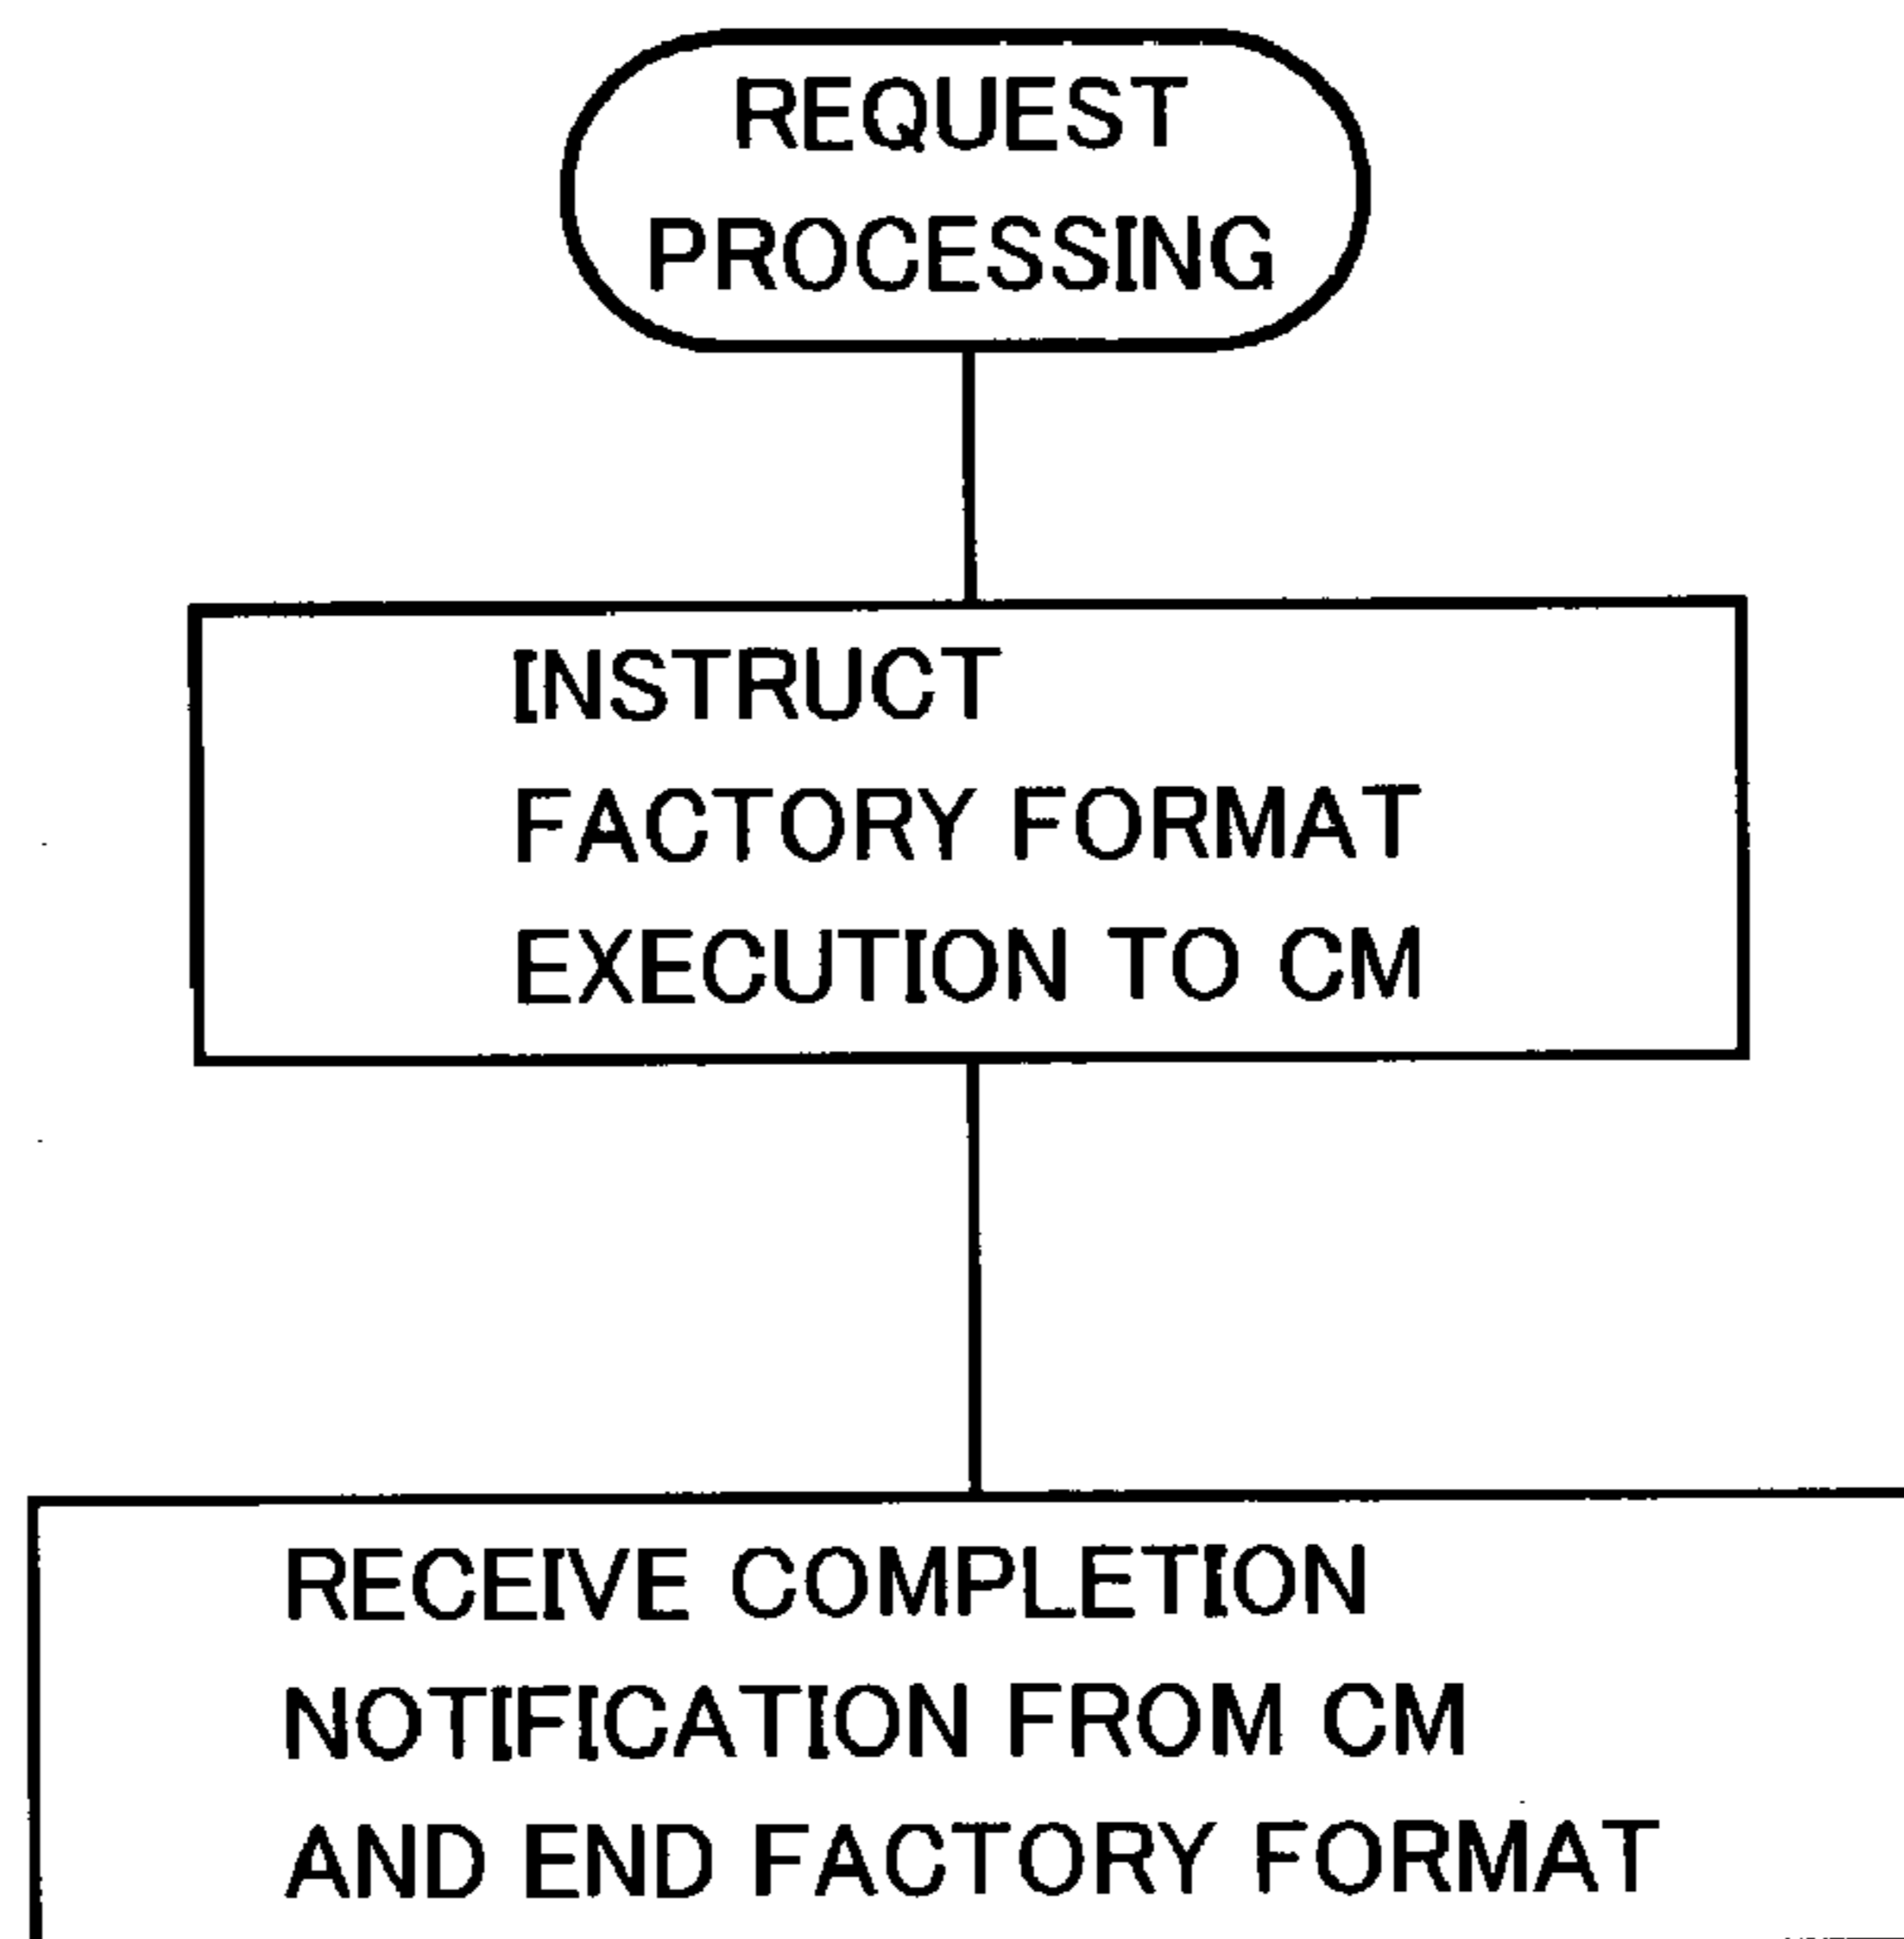 REQUEST
PROCESSING
INSTRUCT
FACTORY FORMAT
EXECUTION TO CM
RECEIVE COMPLETION
NOTIFICATION FROM CM
AND END FACTORY FORMAT